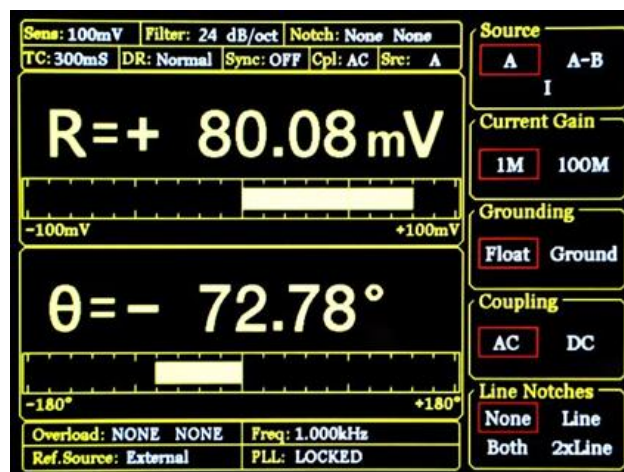 Sens: 100mV Filter: 24 dB/oct Notch: None None
TC: 300mS DR: Normal Sync: OFF Cpl: AC Src: A
R=+ 80.08 mV
-100mV +100mV
θ=- 72.78°
-180° +180°
Overload: NONE NONE Freq: 1.000kHz
Ref.Source: External PLL: LOCKED
Source
A A-B
I
Current Gain
1M 100M
Grounding
Float Ground
Coupling
AC DC
Line Notches
None Line
Both 2xLine